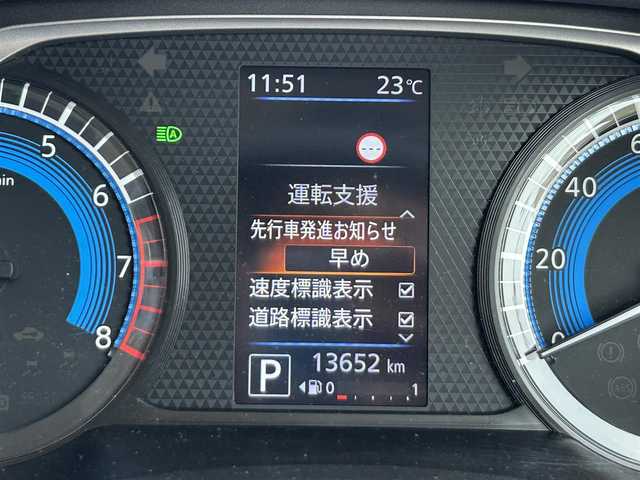 11:51 23℃
運転支援
先行車発進お知らせ
早め
速度標識表示
道路標識表示
P 13652 km
0 1
min
5
6
7
8
A
40
20
0